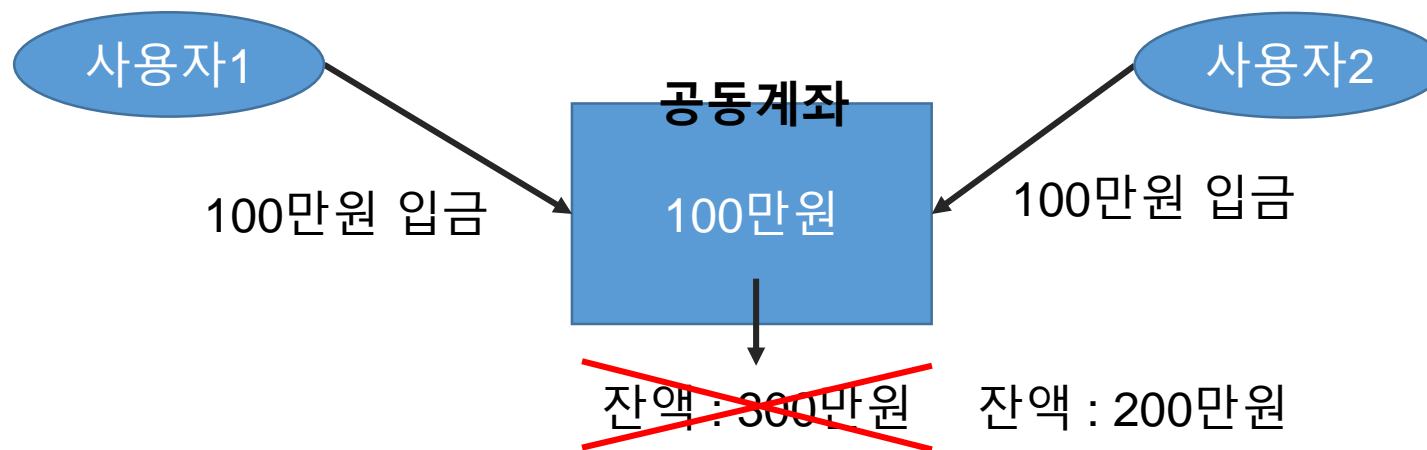 사용자1
사용자2
공동계좌
100만원 입금
100만원
100만원 입금
잔액 : 300만원
잔액 : 200만원